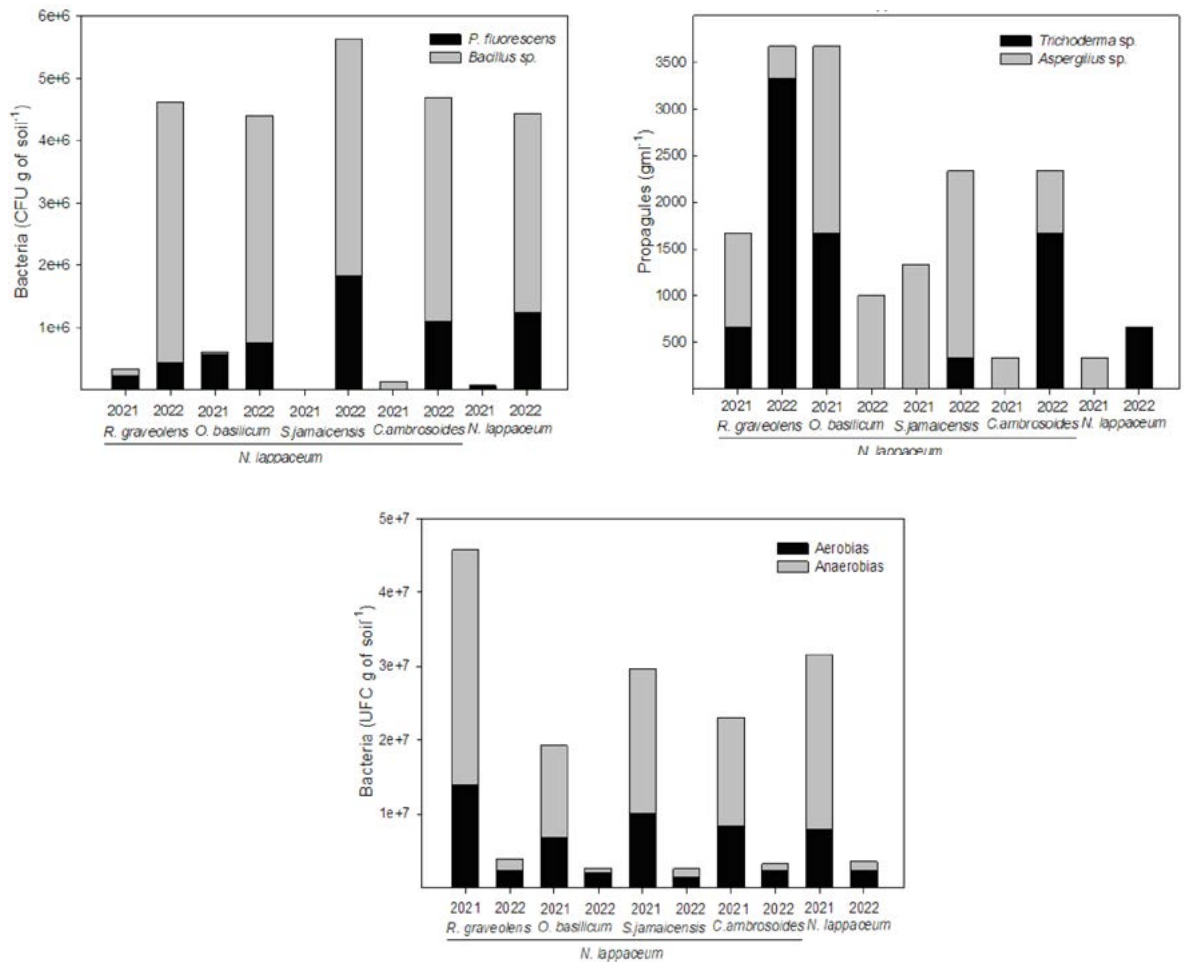 6e+6
5e+6
4e+6
3e+6
2e+6
1e+6
Bacteria (CFU g of soil-1)
P. fluorescens
Bacillus sp.
2021 2022 2021 2022 2021 2022 2021 2022 2021 2022
R. graveolens O. basilicum S.jamaicensis C.ambrosoides N. lappaceum
N. lappaceum
3500
3000
2500
2000
1500
1000
500
Propagules (gml-1)
Trichoderma sp.
Aspergilius sp.
2021 2022 2021 2022 2021 2022 2021 2022 2021 2022
R. graveolens O. basilicum S.jamaicensis C.ambrosoides N. lappaceum
N. lappaceum
5e+7
4e+7
3e+7
2e+7
1e+7
Bacteria (UFC g of soil-1)
Aerobias
Anaerobias
2021 2022 2021 2022 2021 2022 2021 2022 2021 2022
R. graveolens O. basilicum S.jamaicensis C.ambrosoides N. lappaceum
N. lappaceum